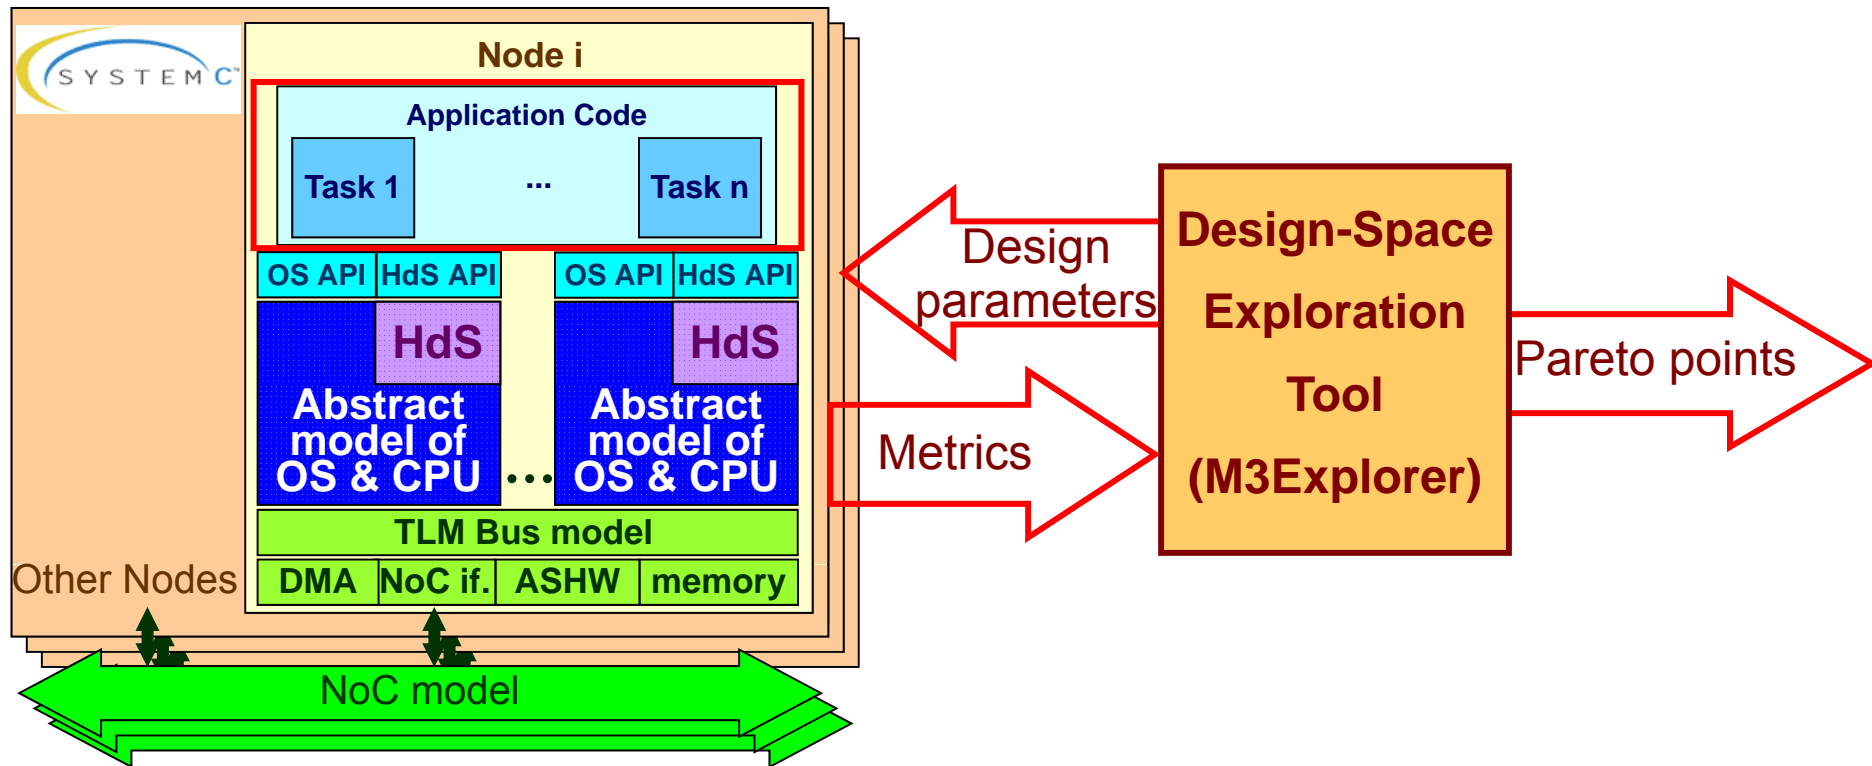 SYSTEMC™
Node i
Application Code
Task 1
...
Task n
OS API
HdS API
OS API
HdS API
HdS
HdS
Abstract
model of
OS & CPU
...
Abstract
model of
OS & CPU
TLM Bus model
DMA
NoC if.
ASHW
memory
Other Nodes
NoC model
Design
parameters
Metrics
Design-Space
Exploration
Tool
(M3Explorer)
Pareto points